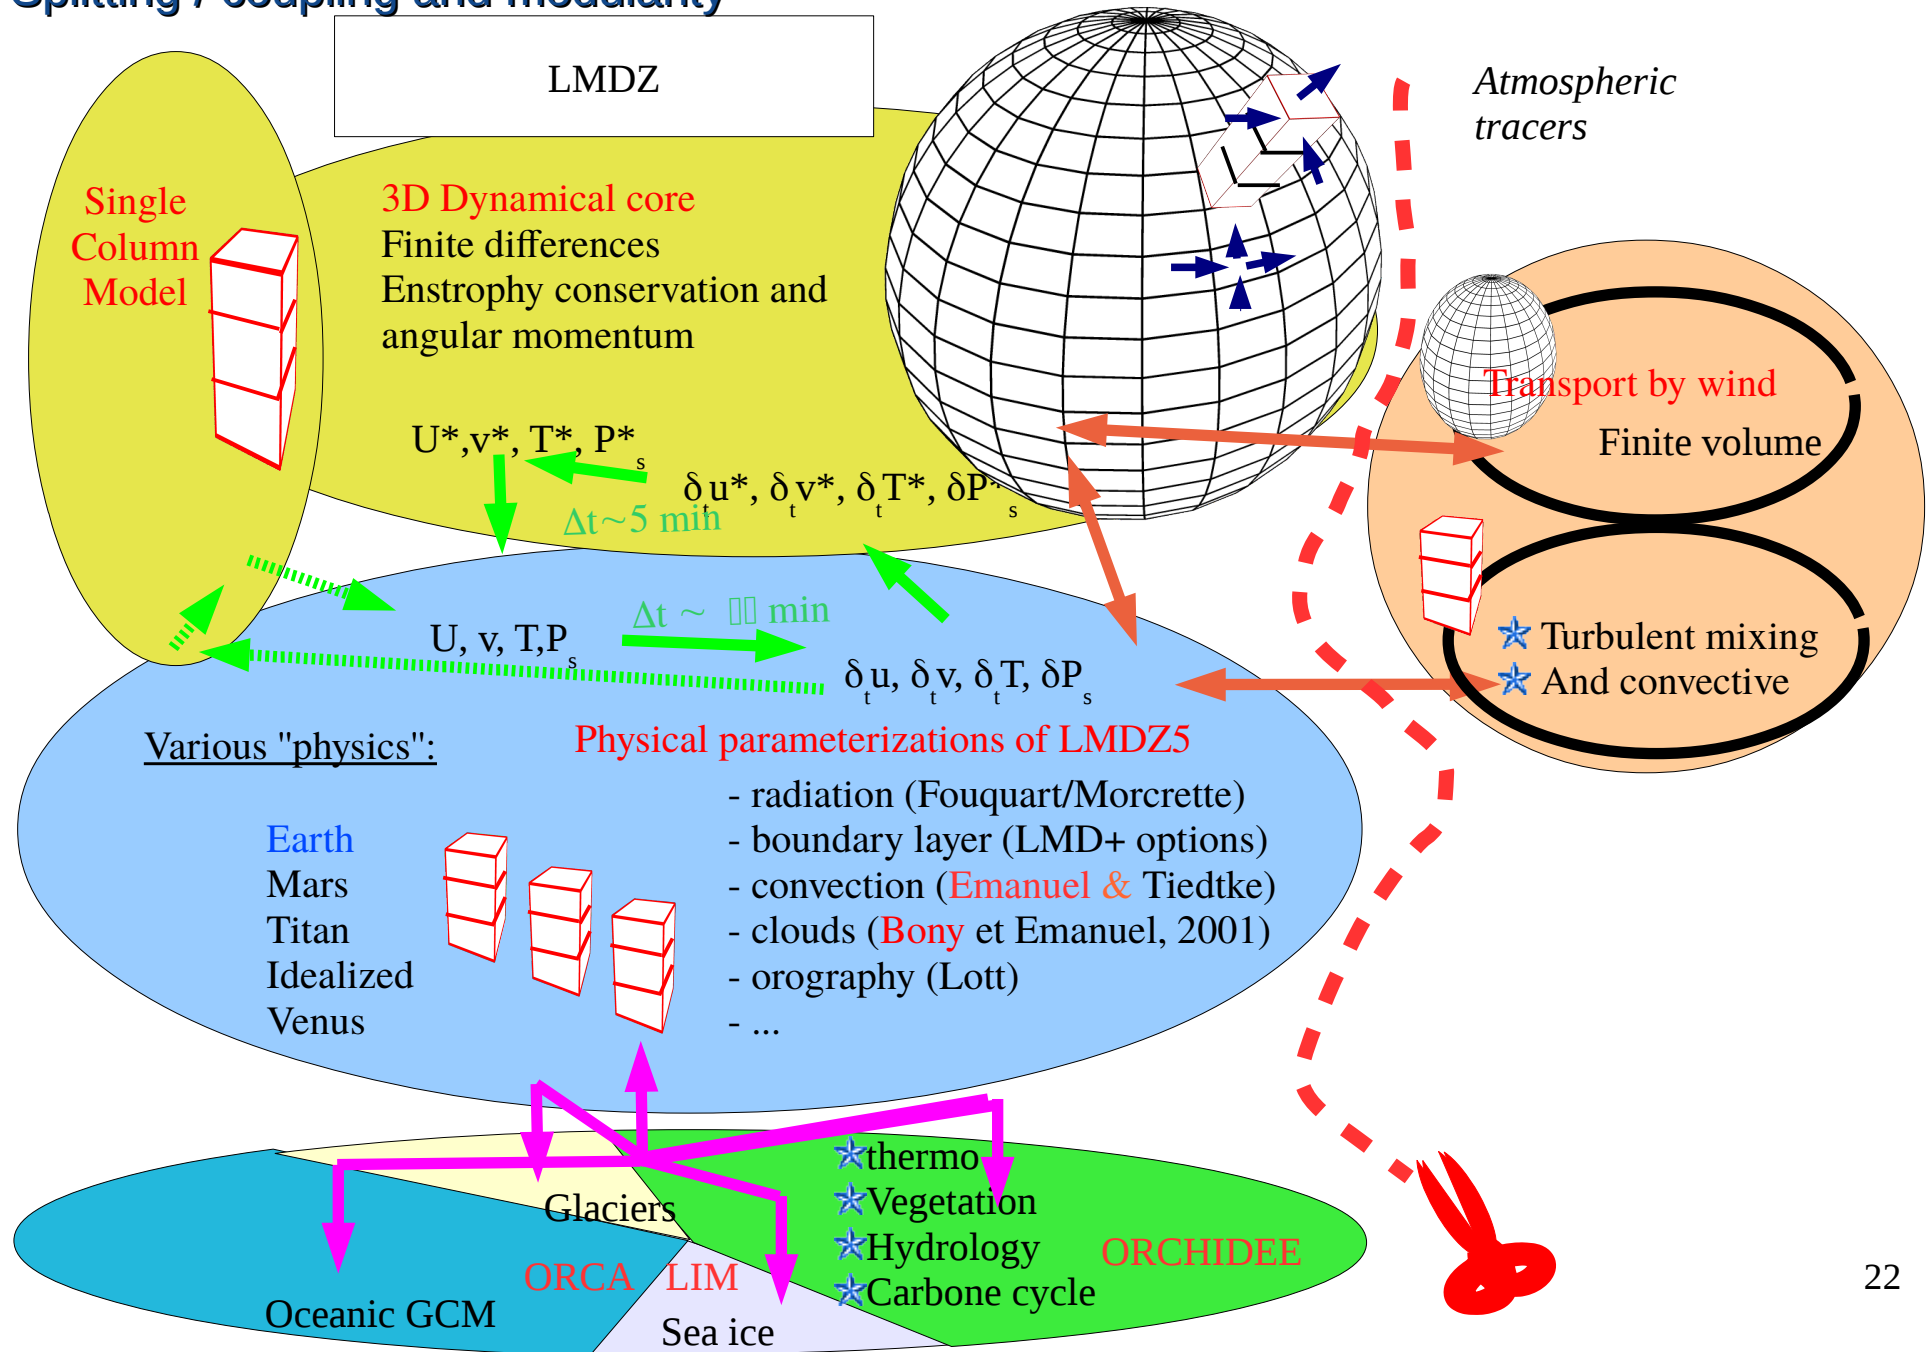 Splitting / coupling and modularity
LMDZ
Atmospheric
tracers
Single
Column
Model
3D Dynamical core
Finite differences
Enstrophy conservation and
angular momentum
U*,v*, T*, P*s
δtu*, δtv*, δtT*, δP*s
Δt~5 min
Transport by wind
Finite volume
Turbulent mixing
And convective
Δt ~ min
U, v, T,Ps
δtu, δtv, δtT, δPs
Various "physics":
Earth
Mars
Titan
Idealized
Venus
Physical parameterizations of LMDZ5
- radiation (Fouquart/Morcrette)
- boundary layer (LMD+ options)
- convection (Emanuel & Tiedtke)
- clouds (Bony et Emanuel, 2001)
- orography (Lott)
- ...
Glaciers
thermo
Vegetation
Hydrology
Carbone cycle
ORCHIDEE
ORCA LIM
Oceanic GCM
Sea ice
22